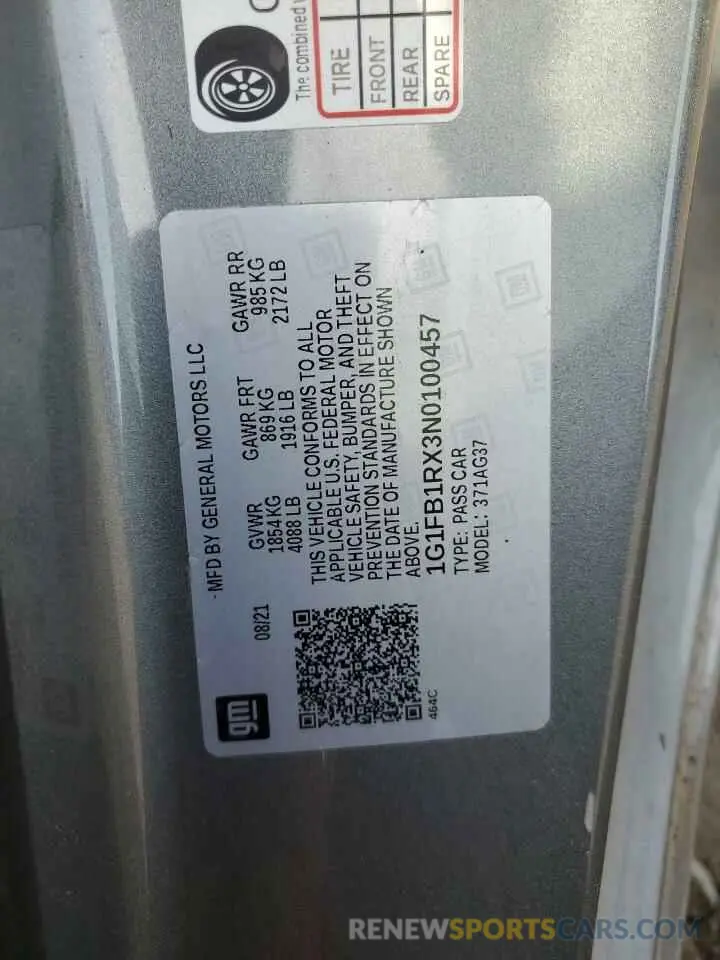 The combined
TIRE
FRONT
REAR
SPARE
MFD BY GENERAL MOTORS LLC
08/21
GVWR
1854 KG
4088 LB
GAWR FRT
869 KG
1916 LB
GAWR RR
985 KG
2172 LB
THIS VEHICLE CONFORMS TO ALL
APPLICABLE U.S. FEDERAL MOTOR
VEHICLE SAFETY, BUMPER, AND THEFT
PREVENTION STANDARDS IN EFFECT ON
THE DATE OF MANUFACTURE SHOWN
ABOVE.
1G1FB1RX3N0100457
TYPE: PASS CAR
MODEL: 371AG37
gm
464C
RENEWSPORTSCARS.COM